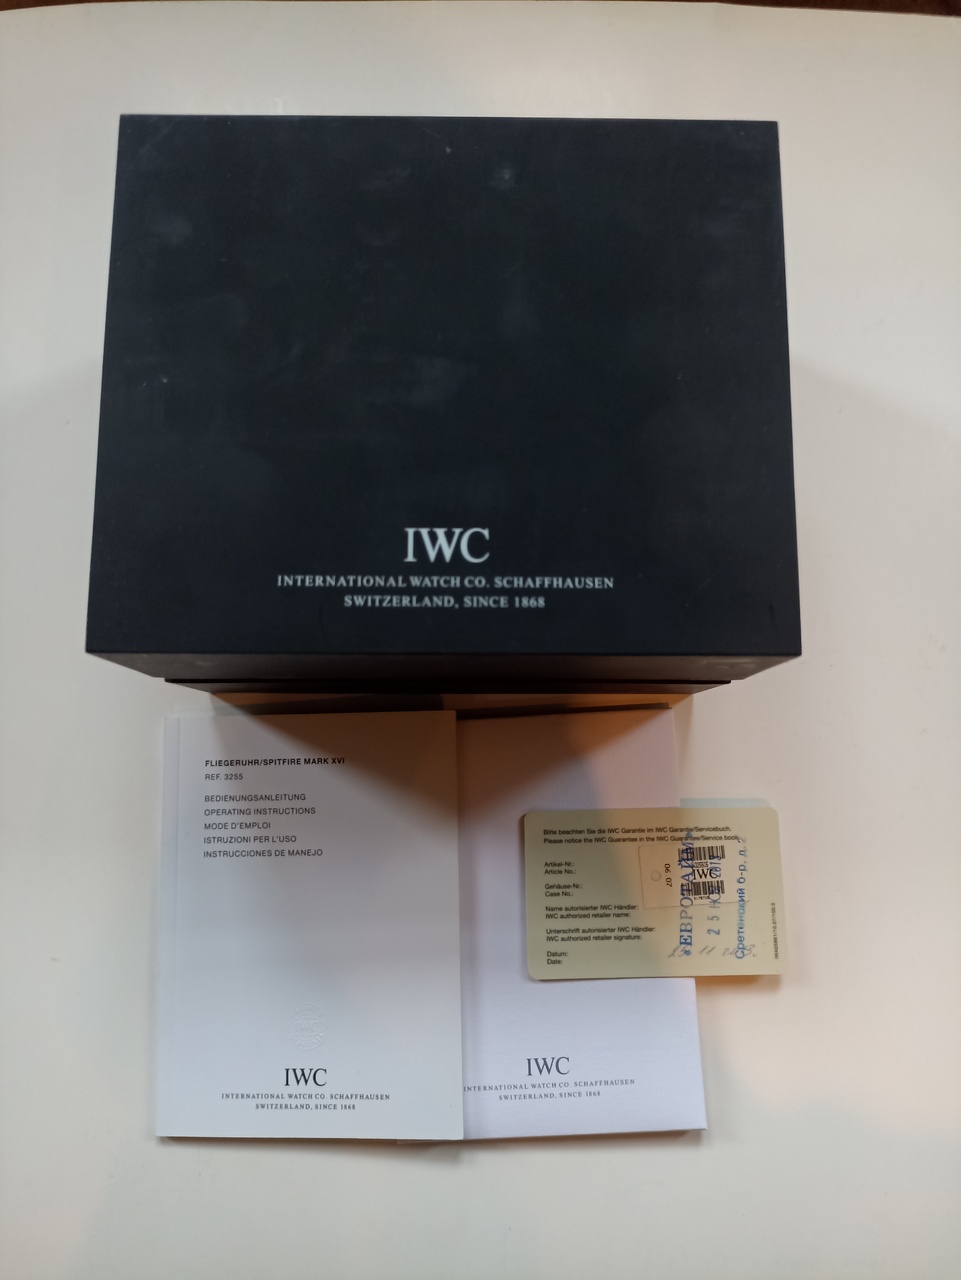 IWC
INTERNATIONAL WATCH CO. SCHAFFHAUSEN
SWITZERLAND, SINCE 1868
FLIEGERUHR/SPITFIRE MARK XVI
REF. 3255
BEDIENUNGSANLEITUNG
OPERATING INSTRUCTIONS
MODE D'EMPLOI
ISTRUZIONI PER L'USO
INSTRUCCIONES DE MANEJO
IWC
INTERNATIONAL WATCH CO. SCHAFFHAUSEN
SWITZERLAND, SINCE 1868
IWC
INTERNATIONAL WATCH CO. SCHAFFHAUSEN
SWITZERLAND, SINCE 1868
Bitte beachten Sie die IWC Garantie im IWC Garantie/Servicebuch.
Please notice the IWC Guarantee in the IWC Guarantee/Service book.
Artikel-Nr.:
Article No.:
Gehäuse-Nr.:
Case No.:
Name autorisierter IWC Händler:
IWC authorized retailer name:
Unterschrift autorisierter IWC Händler:
IWC authorized retailer signature:
Datum:
Date:
IWC
«ЕВРОТАЙМ»
Сретенский б-р, д.2